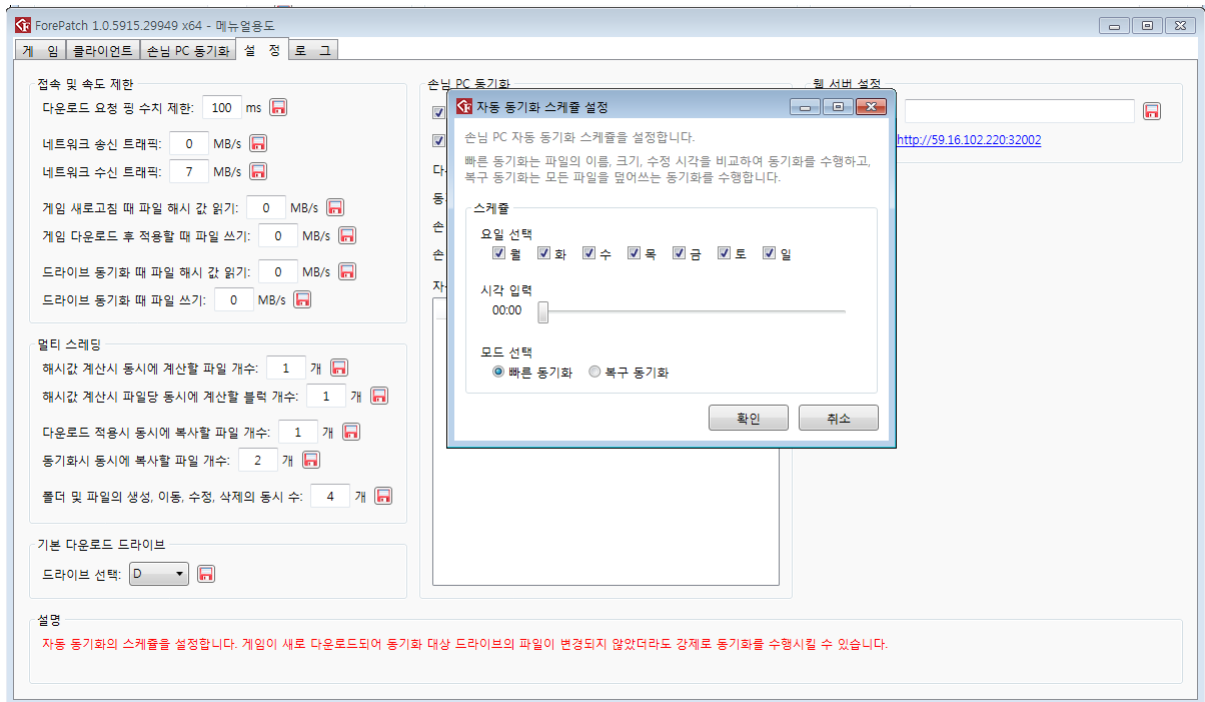 ForePatch 1.0.5915.29949 x64 - 메뉴얼용도
게 임 클라이언트 손님 PC 동기화 설 정 로 그
접속 및 속도 제한
다운로드 요청 핑 수치 제한: 100 ms
네트워크 송신 트래픽: 0 MB/s
네트워크 수신 트래픽: 7 MB/s
게임 새로고침 때 파일 해시 값 읽기: 0 MB/s
게임 다운로드 후 적용할 때 파일 쓰기: 0 MB/s
드라이브 동기화 때 파일 해시 값 읽기: 0 MB/s
드라이브 동기화 때 파일 쓰기: 0 MB/s
멀티 스레딩
해시값 계산시 동시에 계산할 파일 개수: 1 개
해시값 계산시 파일당 동시에 계산할 블럭 개수: 1 개
다운로드 적용시 동시에 복사할 파일 개수: 1 개
동기화시 동시에 복사할 파일 개수: 2 개
폴더 및 파일의 생성, 이동, 수정, 삭제의 동시 수: 4 개
기본 다운로드 드라이브
드라이브 선택: D
손님 PC 동기화
동
손
손
자동 동기화 스케쥴 설정
손님 PC 자동 동기화 스케쥴을 설정합니다.
빠른 동기화는 파일의 이름, 크기, 수정 시각을 비교하여 동기화를 수행하고,
복구 동기화는 모든 파일을 덮어쓰는 동기화를 수행합니다.
스케쥴
요일 선택
월 화 수 목 금 토 일
시각 입력
00:00
모드 선택
빠른 동기화 복구 동기화
확인 취소
웹 서버 설정
http://59.16.102.220:32002
설명
자동 동기화의 스케쥴을 설정합니다. 게임이 새로 다운로드되어 동기화 대상 드라이브의 파일이 변경되지 않았더라도 강제로 동기화를 수행시킬 수 있습니다.